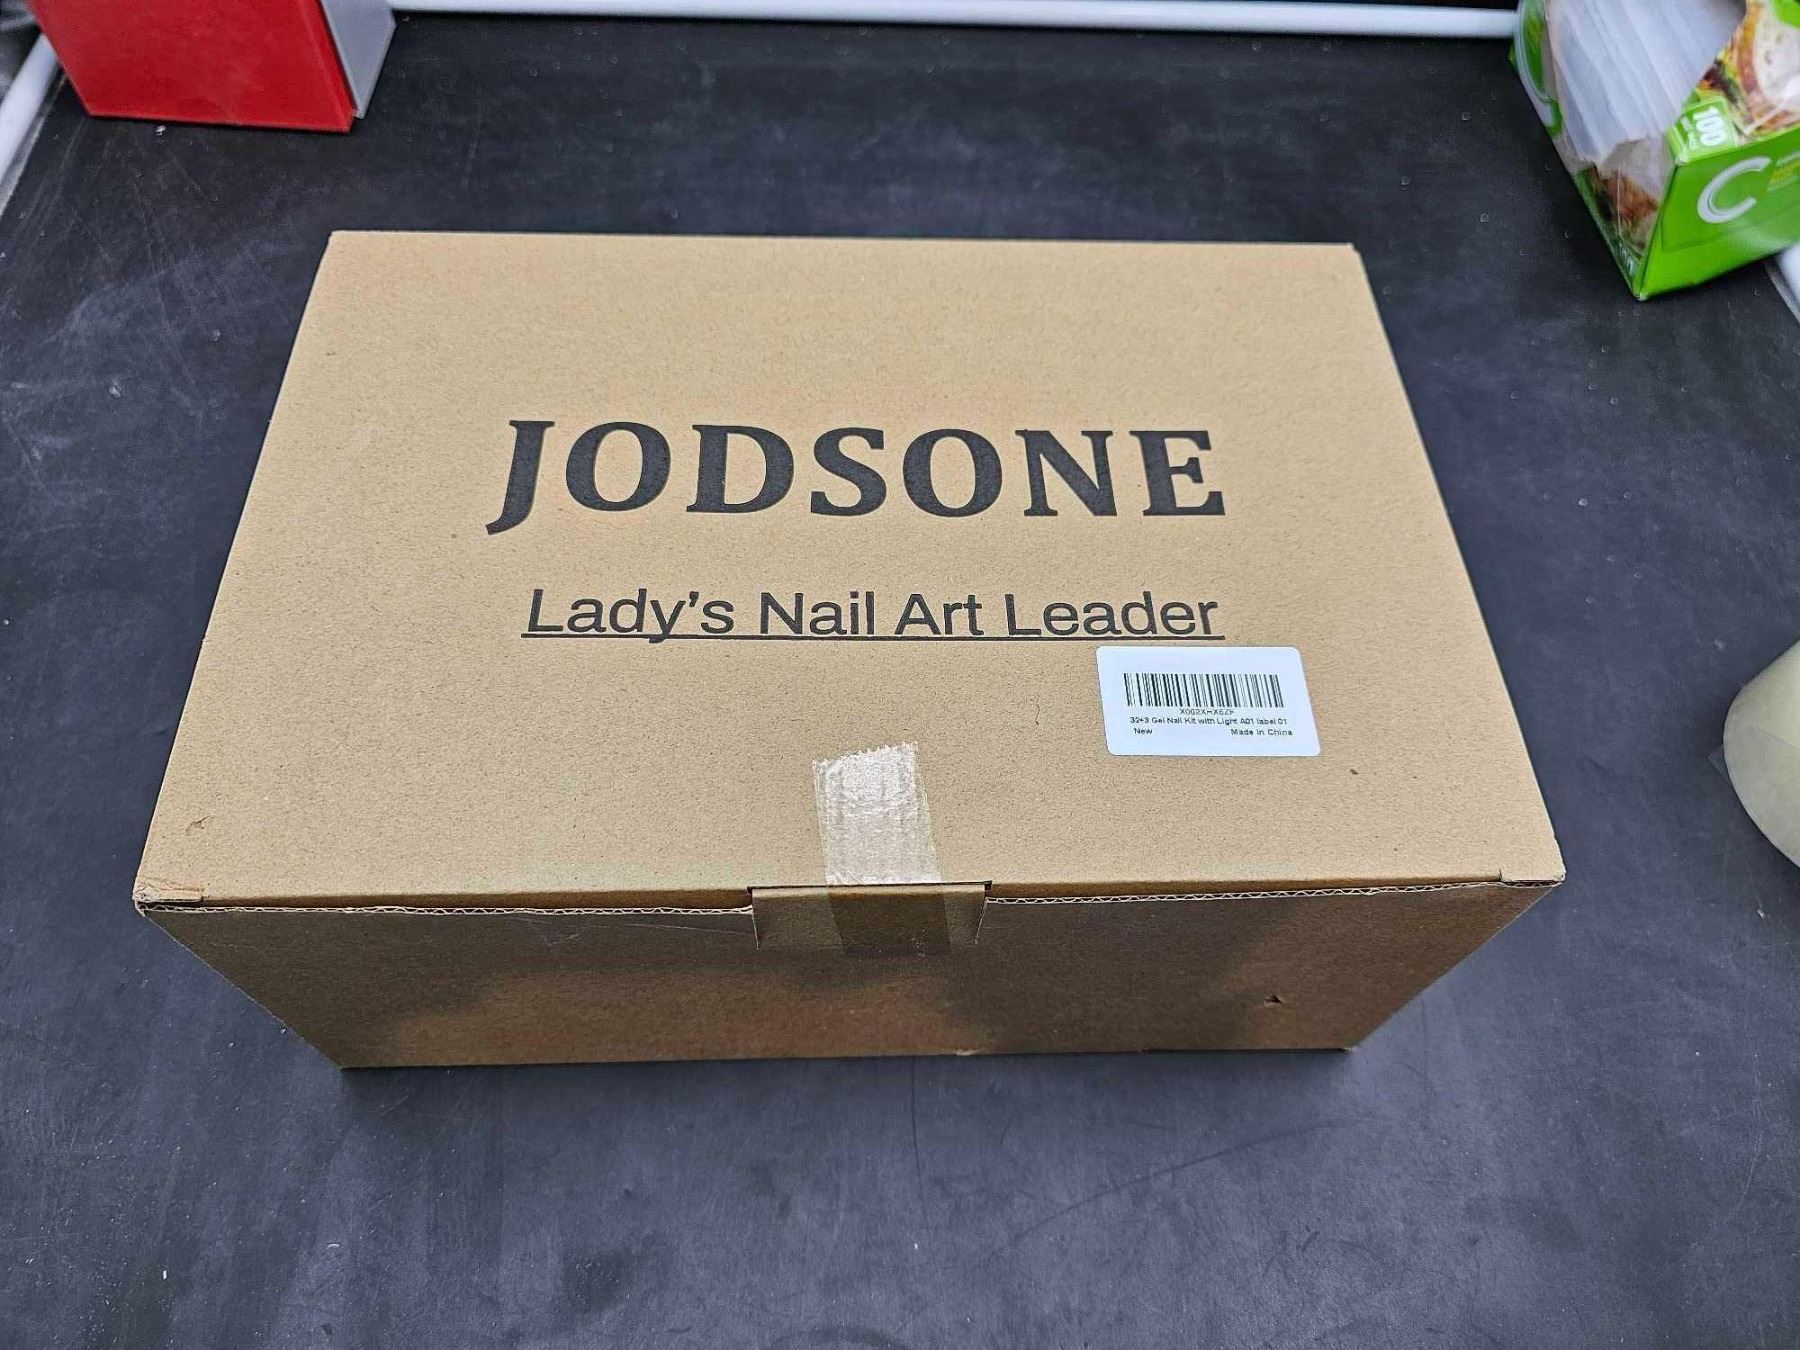 JODSONE
Lady’s Nail Art Leader
32+3 Gel Nail Kit with Light A01 label 01
New Made in China
100
C